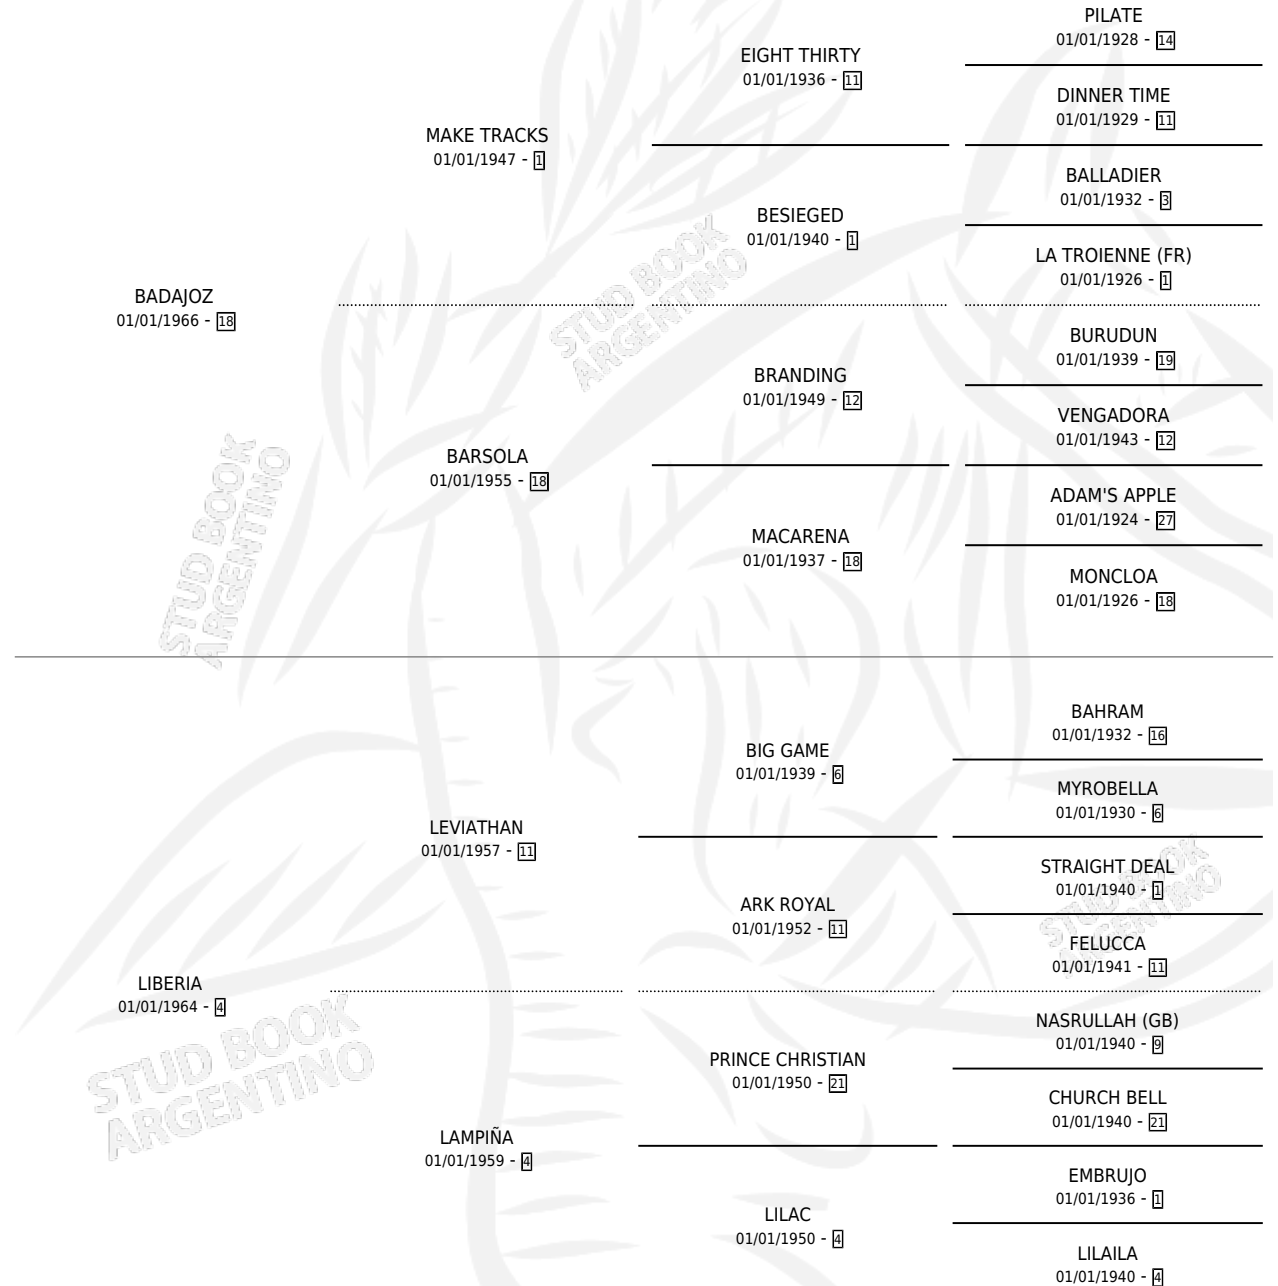 PILATE
01/01/1928 - 14
EIGHT THIRTY
01/01/1936 - 11
DINNER TIME
01/01/1929 - 11
MAKE TRACKS
01/01/1947 - 1
BALLADIER
01/01/1932 - 3
BESIEGED
01/01/1940 - 1
LA TROIENNE (FR)
01/01/1926 - 1
BADAJOZ
01/01/1966 - 18
STUD BOOK
ARGENTINO
BURUDUN
01/01/1939 - 19
BRANDING
01/01/1949 - 12
VENGADORA
01/01/1943 - 12
BARSOLA
01/01/1955 - 18
ADAM'S APPLE
01/01/1924 - 27
MACARENA
01/01/1937 - 18
MONCLOA
01/01/1926 - 18
STUD BOOK
ARGENTINO
BAHRAM
01/01/1932 - 16
BIG GAME
01/01/1939 - 6
MYROBELLA
01/01/1930 - 6
LEVIATHAN
01/01/1957 - 11
STRAIGHT DEAL
01/01/1940 - 1
ARK ROYAL
01/01/1952 - 11
FELUCCA
01/01/1941 - 11
STUD BOOK
ARGENTINO
LIBERIA
01/01/1964 - 4
NASRULLAH (GB)
01/01/1940 - 9
PRINCE CHRISTIAN
01/01/1950 - 21
CHURCH BELL
01/01/1940 - 21
STUD BOOK
ARGENTINO
LAMPIÑA
01/01/1959 - 4
EMBRUJO
01/01/1936 - 1
LILAC
01/01/1950 - 4
LILAILA
01/01/1940 - 4